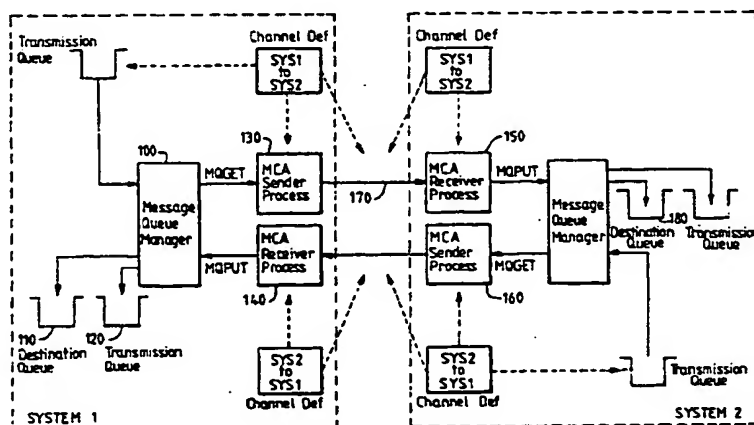 Transmission
Queue
Channel Def
SYS1
to
SYS2
130
MCA
Sender
Process
100
Message
Queue
Manager
MQGET
MQPUT
MCA
Receiver
Process
140
110
Destination
Queue
120
Transmission
Queue
SYS2
to
SYS1
Channel Def
SYSTEM 1
170
Channel Def
SYS1
to
SYS2
150
MCA
Receiver
Process
MQPUT
Message
Queue
Manager
MCA
Sender
Process
160
MQGET
180
Destination
Queue
Transmission
Queue
SYS2
to
SYS1
Channel Def
Transmission
Queue
SYSTEM 2